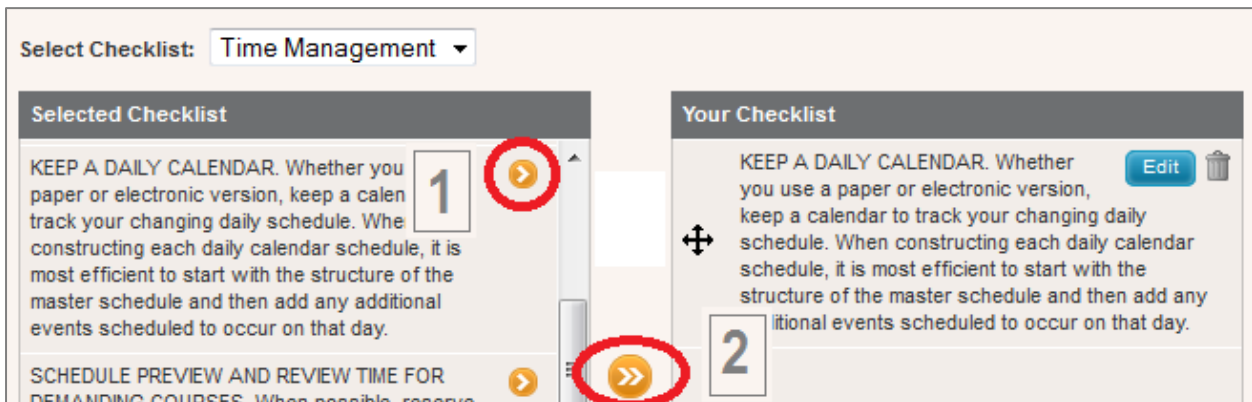 Select Checklist: Time Management
Selected Checklist
KEEP A DAILY CALENDAR. Whether you
paper or electronic version, keep a calen
track your changing daily schedule. Whe
constructing each daily calendar schedule, it is
most efficient to start with the structure of the
master schedule and then add any additional
events scheduled to occur on that day.
1
SCHEDULE PREVIEW AND REVIEW TIME FOR
DEMANDING COURSES. When possible, reserve
Your Checklist
KEEP A DAILY CALENDAR. Whether
Edit
you use a paper or electronic version,
keep a calendar to track your changing daily
schedule. When constructing each daily calendar
schedule, it is most efficient to start with the
structure of the master schedule and then add any
itional events scheduled to occur on that day.
2